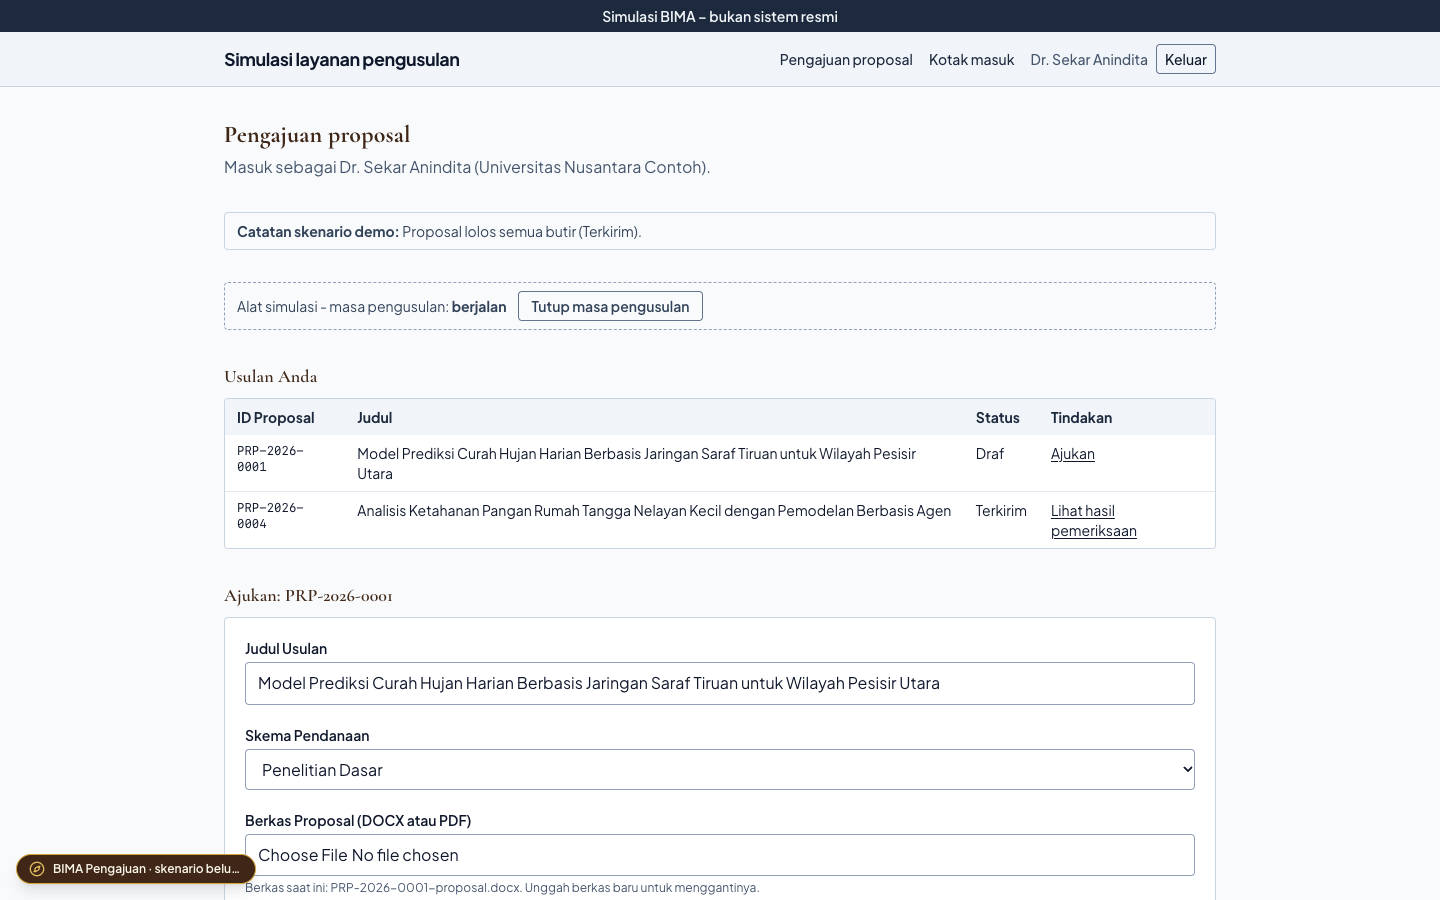 Simulasi BIMA – bukan sistem resmi
Simulasi layanan pengusulan
Pengajuan proposal
Kotak masuk
Dr. Sekar Anindita
Keluar
Pengajuan proposal
Masuk sebagai Dr. Sekar Anindita (Universitas Nusantara Contoh).
Catatan skenario demo: Proposal lolos semua butir (Terkirim).
Alat simulasi - masa pengusulan: berjalan
Tutup masa pengusulan
Usulan Anda
ID Proposal
Judul
Status
Tindakan
PRP-2026-
0001
Model Prediksi Curah Hujan Harian Berbasis Jaringan Saraf Tiruan untuk Wilayah Pesisir
Utara
Draf
Ajukan
PRP-2026-
0004
Analisis Ketahanan Pangan Rumah Tangga Nelayan Kecil dengan Pemodelan Berbasis Agen
Terkirim
Lihat hasil
pemeriksaan
Ajukan: PRP-2026-0001
Judul Usulan
Model Prediksi Curah Hujan Harian Berbasis Jaringan Saraf Tiruan untuk Wilayah Pesisir Utara
Skema Pendanaan
Penelitian Dasar
Berkas Proposal (DOCX atau PDF)
Choose File No file chosen
BIMA Pengajuan · skenario belu...
Berkas saat ini: PRP-2026-0001-proposal.docx. Unggah berkas baru untuk menggantinya.